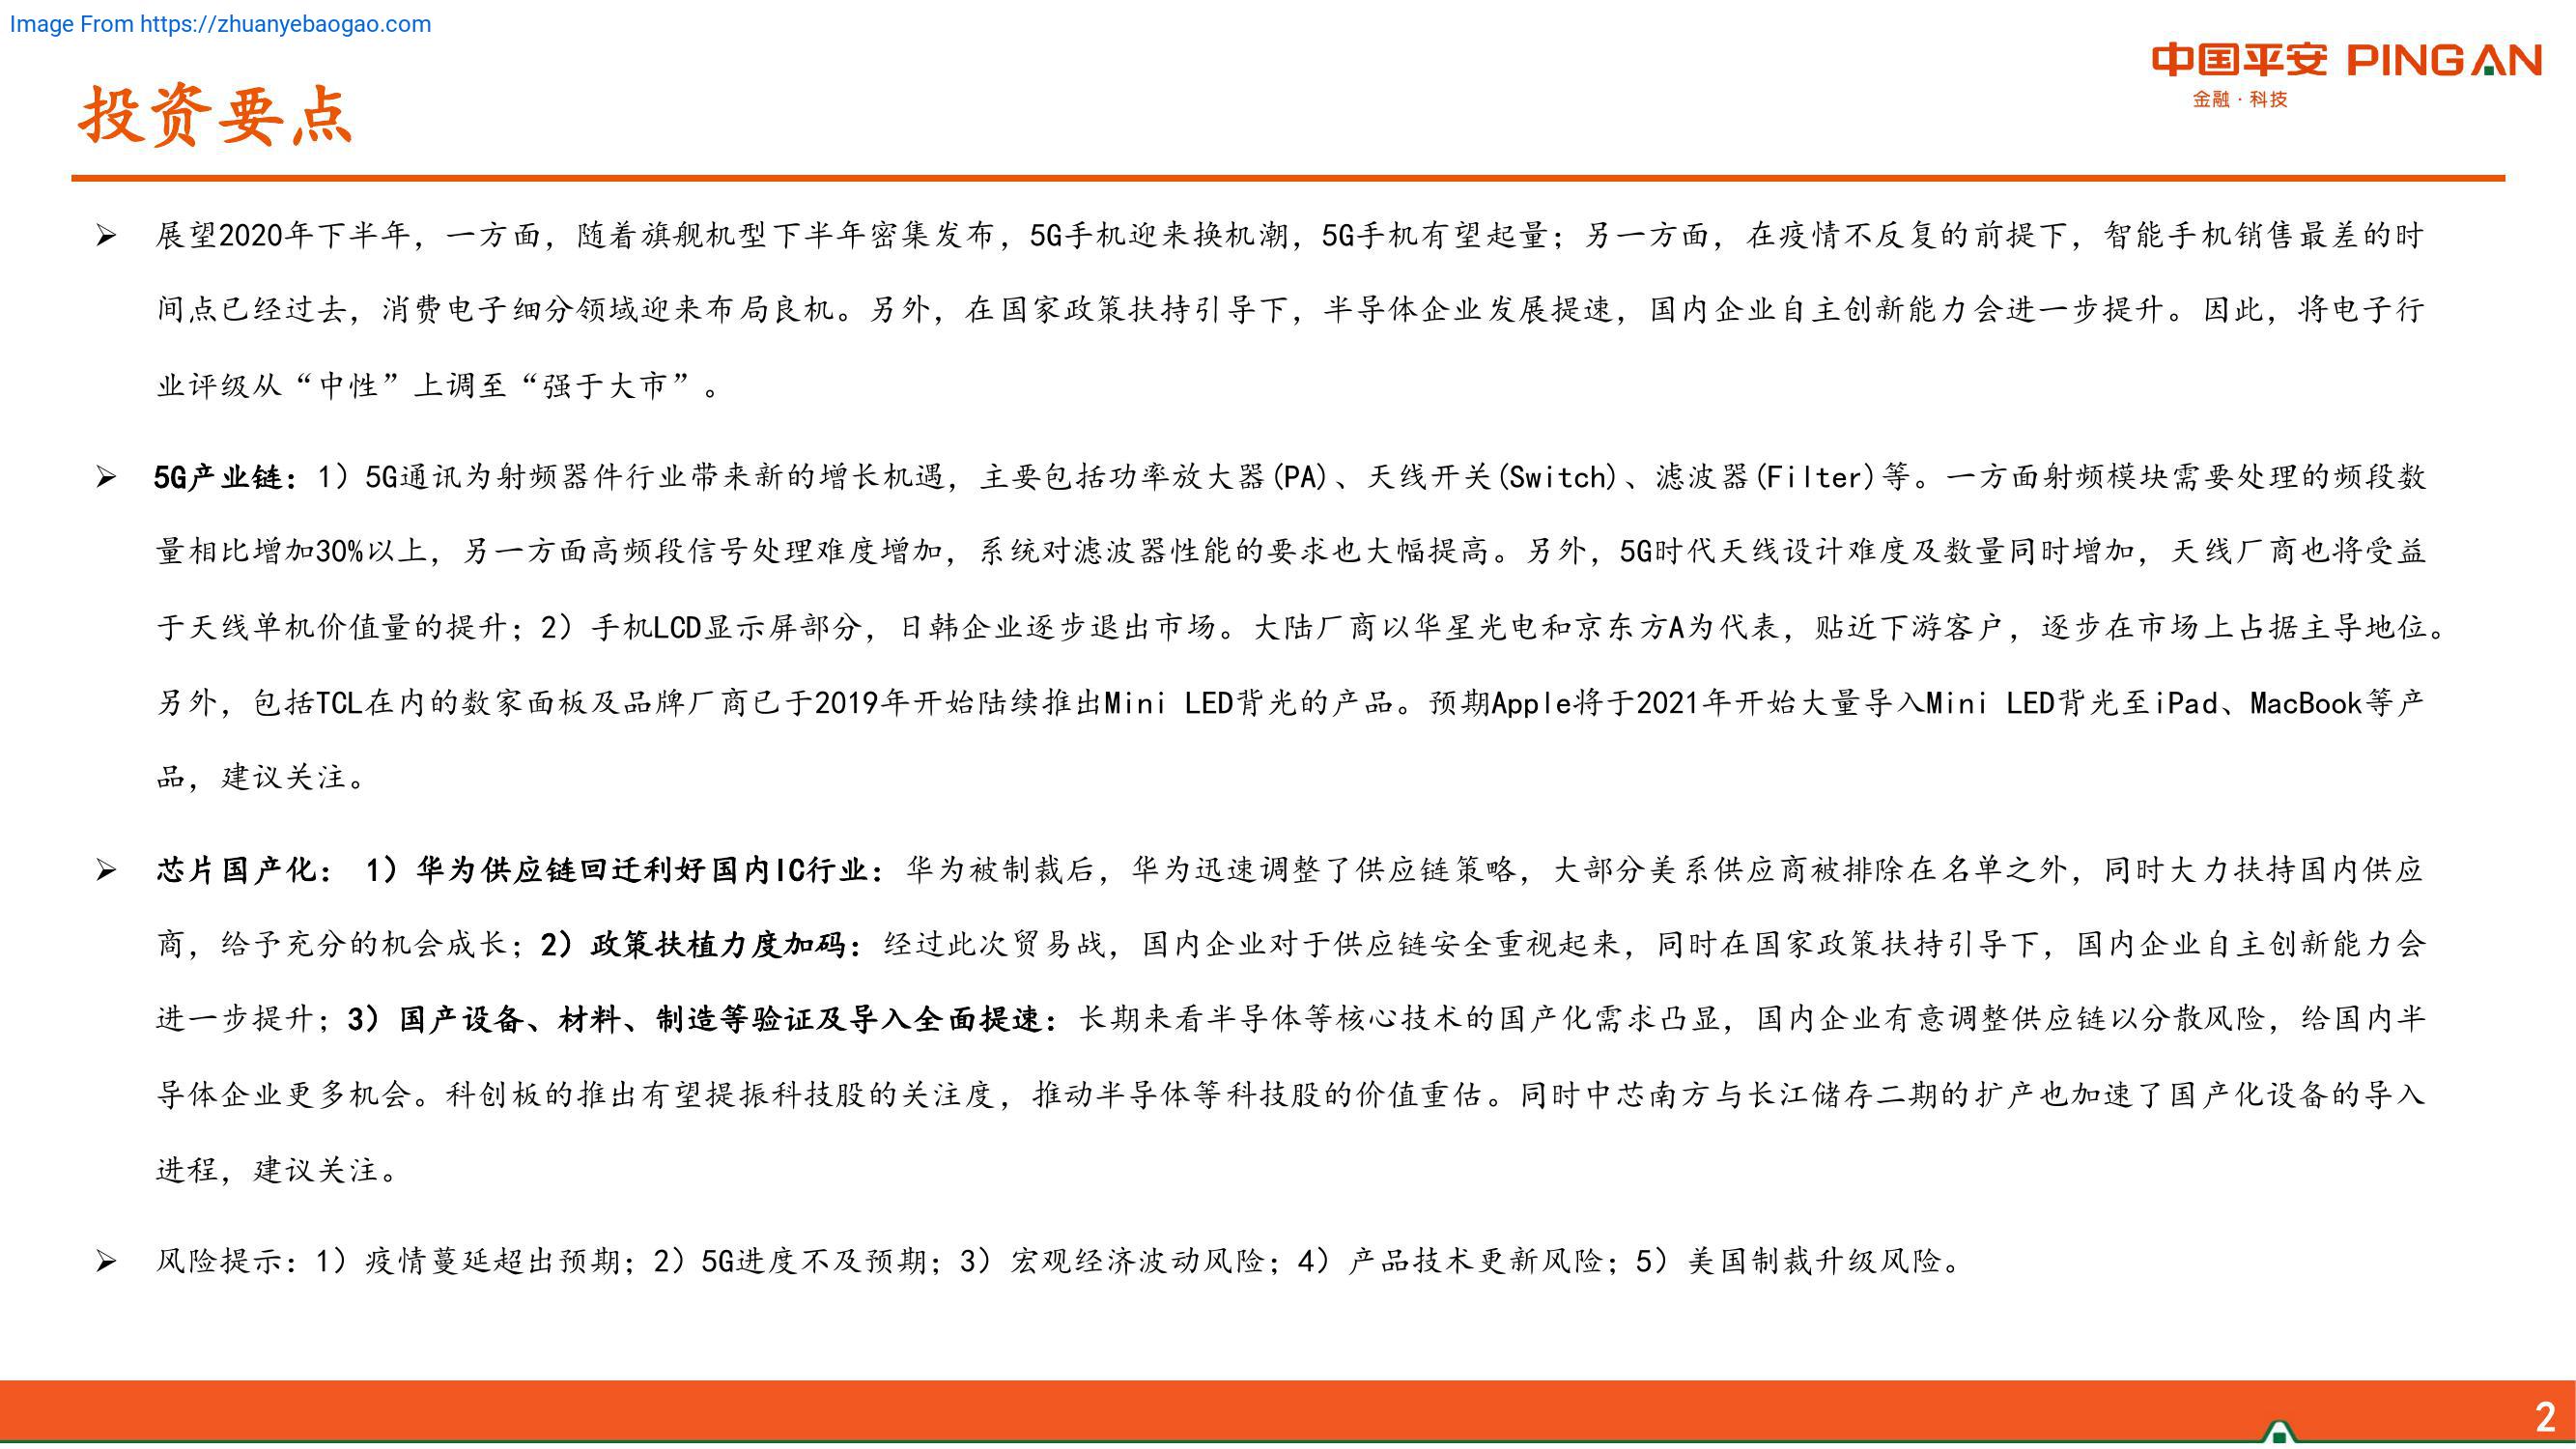 Image From https://zhuanyebaogao.com
中国平安 PING AN
金融·科技
投资要点
展望2020年下半年，一方面，随着旗舰机型下半年密集发布，5G手机迎来换机潮，5G手机有望起量；另一方面，在疫情不反复的前提下，智能手机销售最差的时
间点已经过去，消费电子细分领域迎来布局良机。另外，在国家政策扶持引导下，半导体企业发展提速，国内企业自主创新能力会进一步提升。因此，将电子行
业评级从“中性”上调至“强于大市”。
5G产业链：1）5G通讯为射频器件行业带来新的增长机遇，主要包括功率放大器(PA)、天线开关(Switch)、滤波器(Filter)等。一方面射频模块需要处理的频段数
量相比增加30%以上，另一方面高频段信号处理难度增加，系统对滤波器性能的要求也大幅提高。另外，5G时代天线设计难度及数量同时增加，天线厂商也将受益
于天线单机价值量的提升；2）手机LCD显示屏部分，日韩企业逐步退出市场。大陆厂商以华星光电和京东方A为代表，贴近下游客户，逐步在市场上占据主导地位。
另外，包括TCL在内的数家面板及品牌厂商已于2019年开始陆续推出Mini LED背光的产品。预期Apple将于2021年开始大量导入Mini LED背光至iPad、MacBook等产
品，建议关注。
芯片国产化： 1）华为供应链回迁利好国内IC行业：华为被制裁后，华为迅速调整了供应链策略，大部分美系供应商被排除在名单之外，同时大力扶持国内供应
商，给予充分的机会成长；2）政策扶植力度加码：经过此次贸易战，国内企业对于供应链安全重视起来，同时在国家政策扶持引导下，国内企业自主创新能力会
进一步提升；3）国产设备、材料、制造等验证及导入全面提速：长期来看半导体等核心技术的国产化需求凸显，国内企业有意调整供应链以分散风险，给国内半
导体企业更多机会。科创板的推出有望提振科技股的关注度，推动半导体等科技股的价值重估。同时中芯南方与长江储存二期的扩产也加速了国产化设备的导入
进程，建议关注。
风险提示：1）疫情蔓延超出预期；2）5G进度不及预期；3）宏观经济波动风险；4）产品技术更新风险；5）美国制裁升级风险。
2